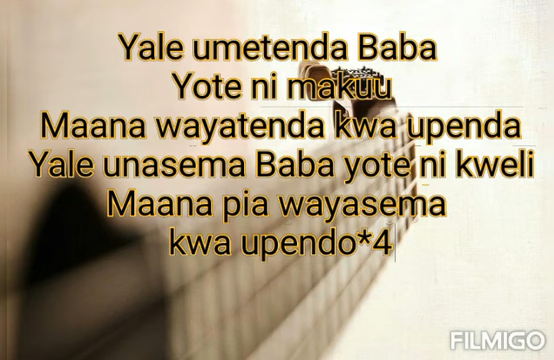 Yale umetenda Baba
Yote ni makuu
Maana wayatenda kwa upenda
Yale unasema Baba yote ni kweli
Maana pia wayasema
kwa upendo*4
FILMIGO